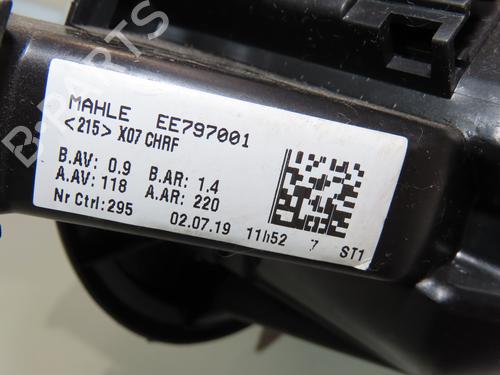 B-PARTS
MAHLE EE797001
<215> X07 CHRF
B.AV: 0.9 B.AR: 1.4
A.AV: 118 A.AR: 220
Nr Ctrl: 295 02.07.19 11h52 7 ST1